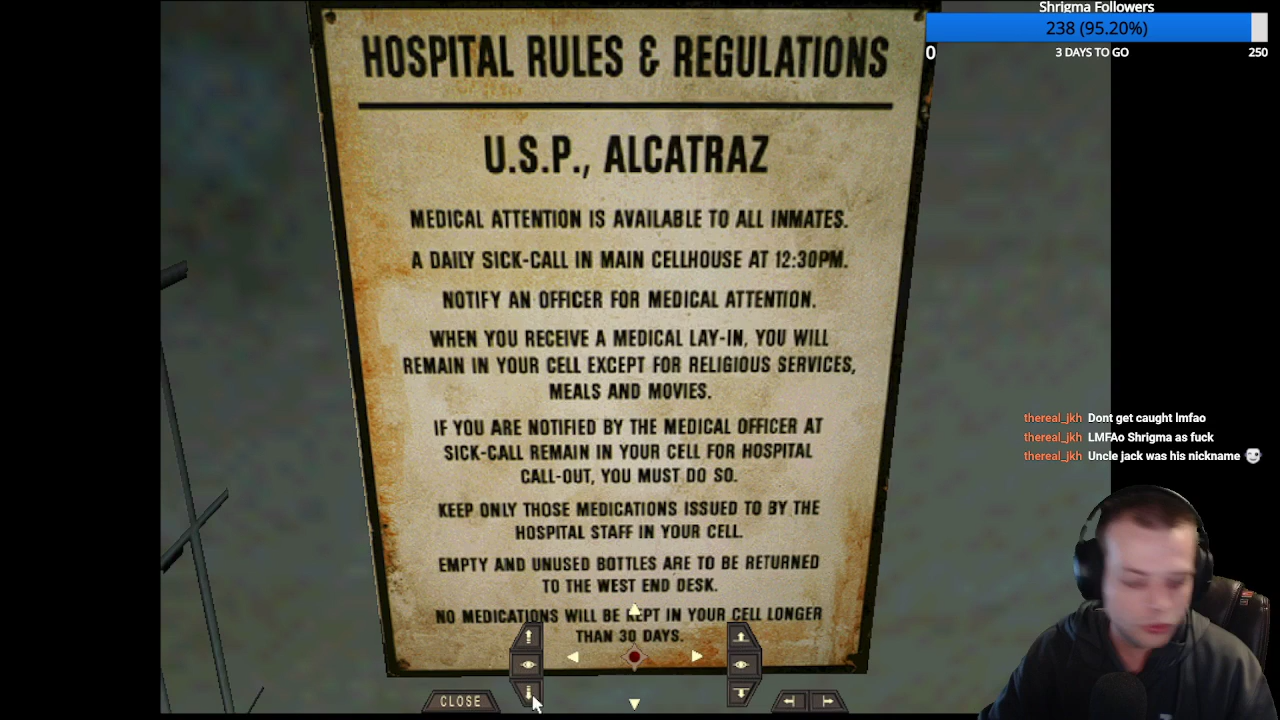 Shrigma Followers
238 (95.20%)
0
3 DAYS TO GO
250
HOSPITAL RULES & REGULATIONS
U.S.P., ALCATRAZ
MEDICAL ATTENTION IS AVAILABLE TO ALL INMATES.
A DAILY SICK-CALL IN MAIN CELLHOUSE AT 12:30PM.
NOTIFY AN OFFICER FOR MEDICAL ATTENTION.
WHEN YOU RECEIVE A MEDICAL LAY-IN, YOU WILL
REMAIN IN YOUR CELL EXCEPT FOR RELIGIOUS SERVICES,
MEALS AND MOVIES.
IF YOU ARE NOTIFIED BY THE MEDICAL OFFICER AT
SICK-CALL REMAIN IN YOUR CELL FOR HOSPITAL
CALL-OUT, YOU MUST DO SO.
KEEP ONLY THOSE MEDICATIONS ISSUED TO BY THE
HOSPITAL STAFF IN YOUR CELL.
EMPTY AND UNUSED BOTTLES ARE TO BE RETURNED
TO THE WEST END DESK.
NO MEDICATIONS WILL BE KEPT IN YOUR CELL LONGER
THAN 30 DAYS.
CLOSE
thereal_jkh Dont get caught lmfao
thereal_jkh LMFAo Shrigma as fuck
thereal_jkh Uncle jack was his nickname